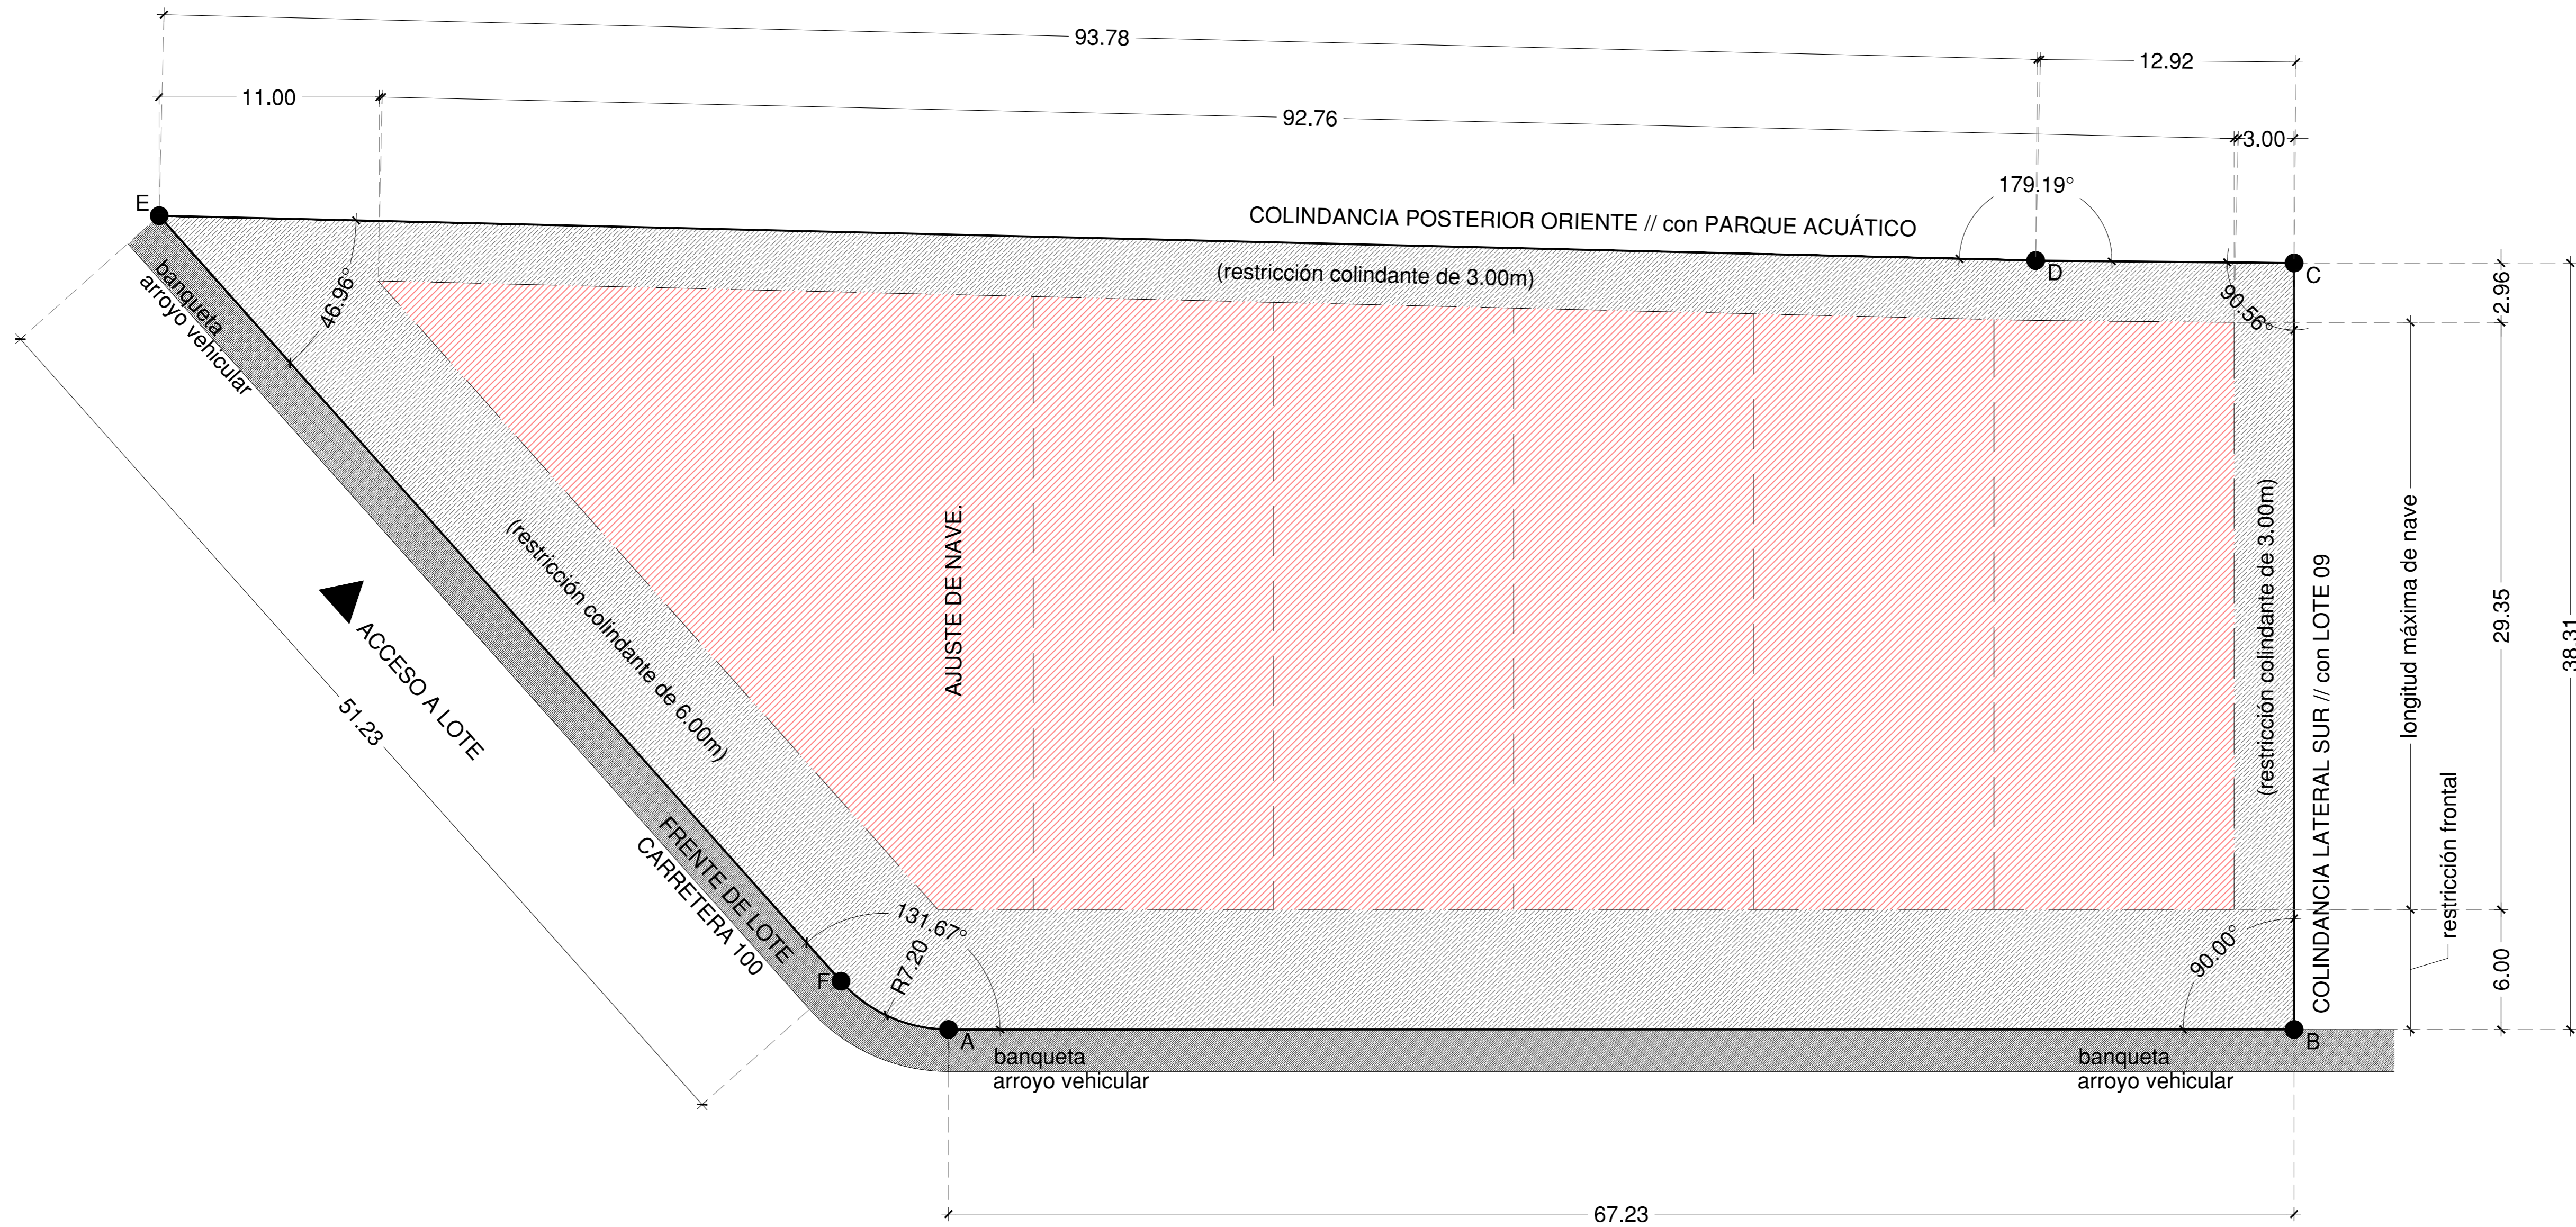 93.78
12.92
11.00
92.76
3.00
179.19°
E
COLINDANCIA POSTERIOR ORIENTE // con PARQUE ACUÁTICO
D
C
(restricción colindante de 3.00m)
90.56°
2.96
banqueta
arroyo vehicular
46.96°
AJUSTE DE NAVE.
(restricción colindante de 6.00m)
(restricción colindante de 3.00m)
COLINDANCIA LATERAL SUR // con LOTE 09
longitud máxima de nave
29.35
38.31
ACCESO A LOTE
51.23
FRENTE DE LOTE
CARRETERA 100
restricción frontal
131.67°
R7.20
90.00°
6.00
F
A
B
banqueta
arroyo vehicular
banqueta
arroyo vehicular
67.23